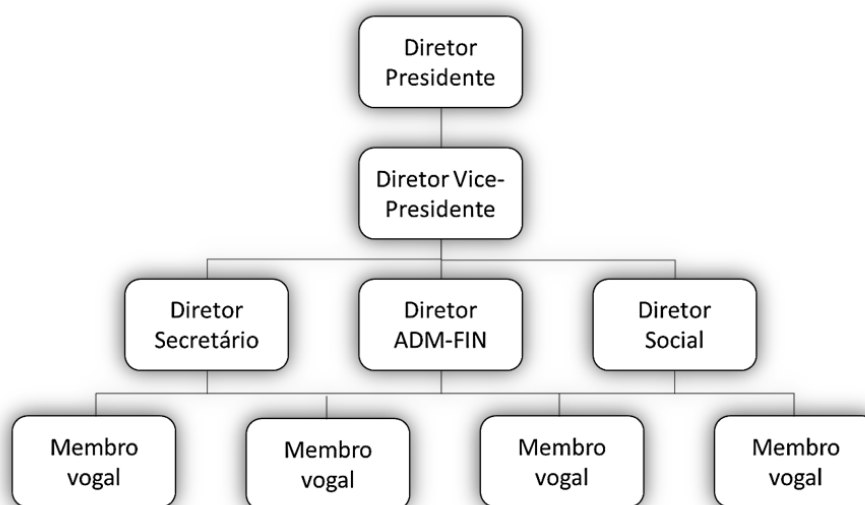 Diretor
Presidente
Diretor Vice-
Presidente
Diretor
Secretário
Diretor
ADM-FIN
Diretor
Social
Membro
vogal
Membro
vogal
Membro
vogal
Membro
vogal